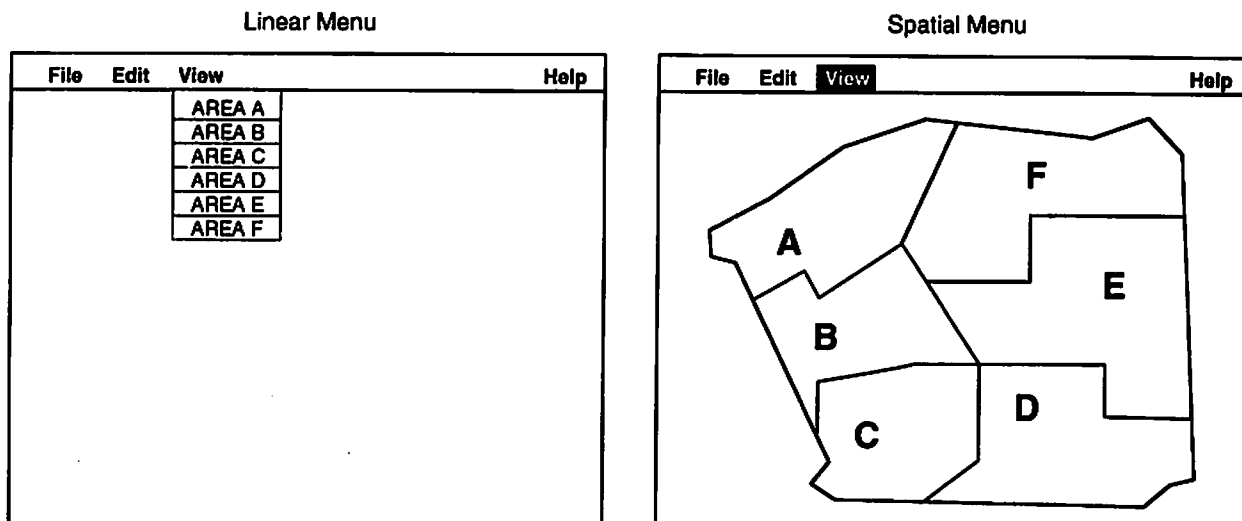 Linear Menu
File Edit View Help
AREA A
AREA B
AREA C
AREA D
AREA E
AREA F
Spatial Menu
File Edit View Help
F
A
E
B
D
C